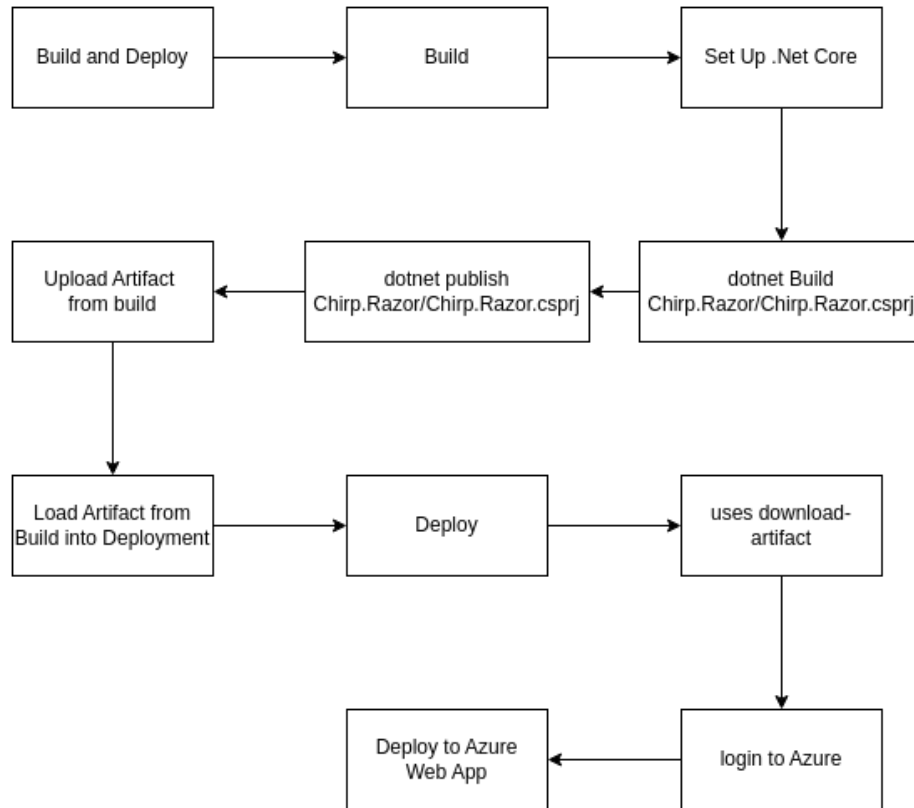 Build and Deploy
Build
Set Up .Net Core
dotnet Build
Chirp.Razor/Chirp.Razor.csprj
dotnet publish
Chirp.Razor/Chirp.Razor.csprj
Upload Artifact
from build
Load Artifact from
Build into Deployment
Deploy
uses download-
artifact
login to Azure
Deploy to Azure
Web App